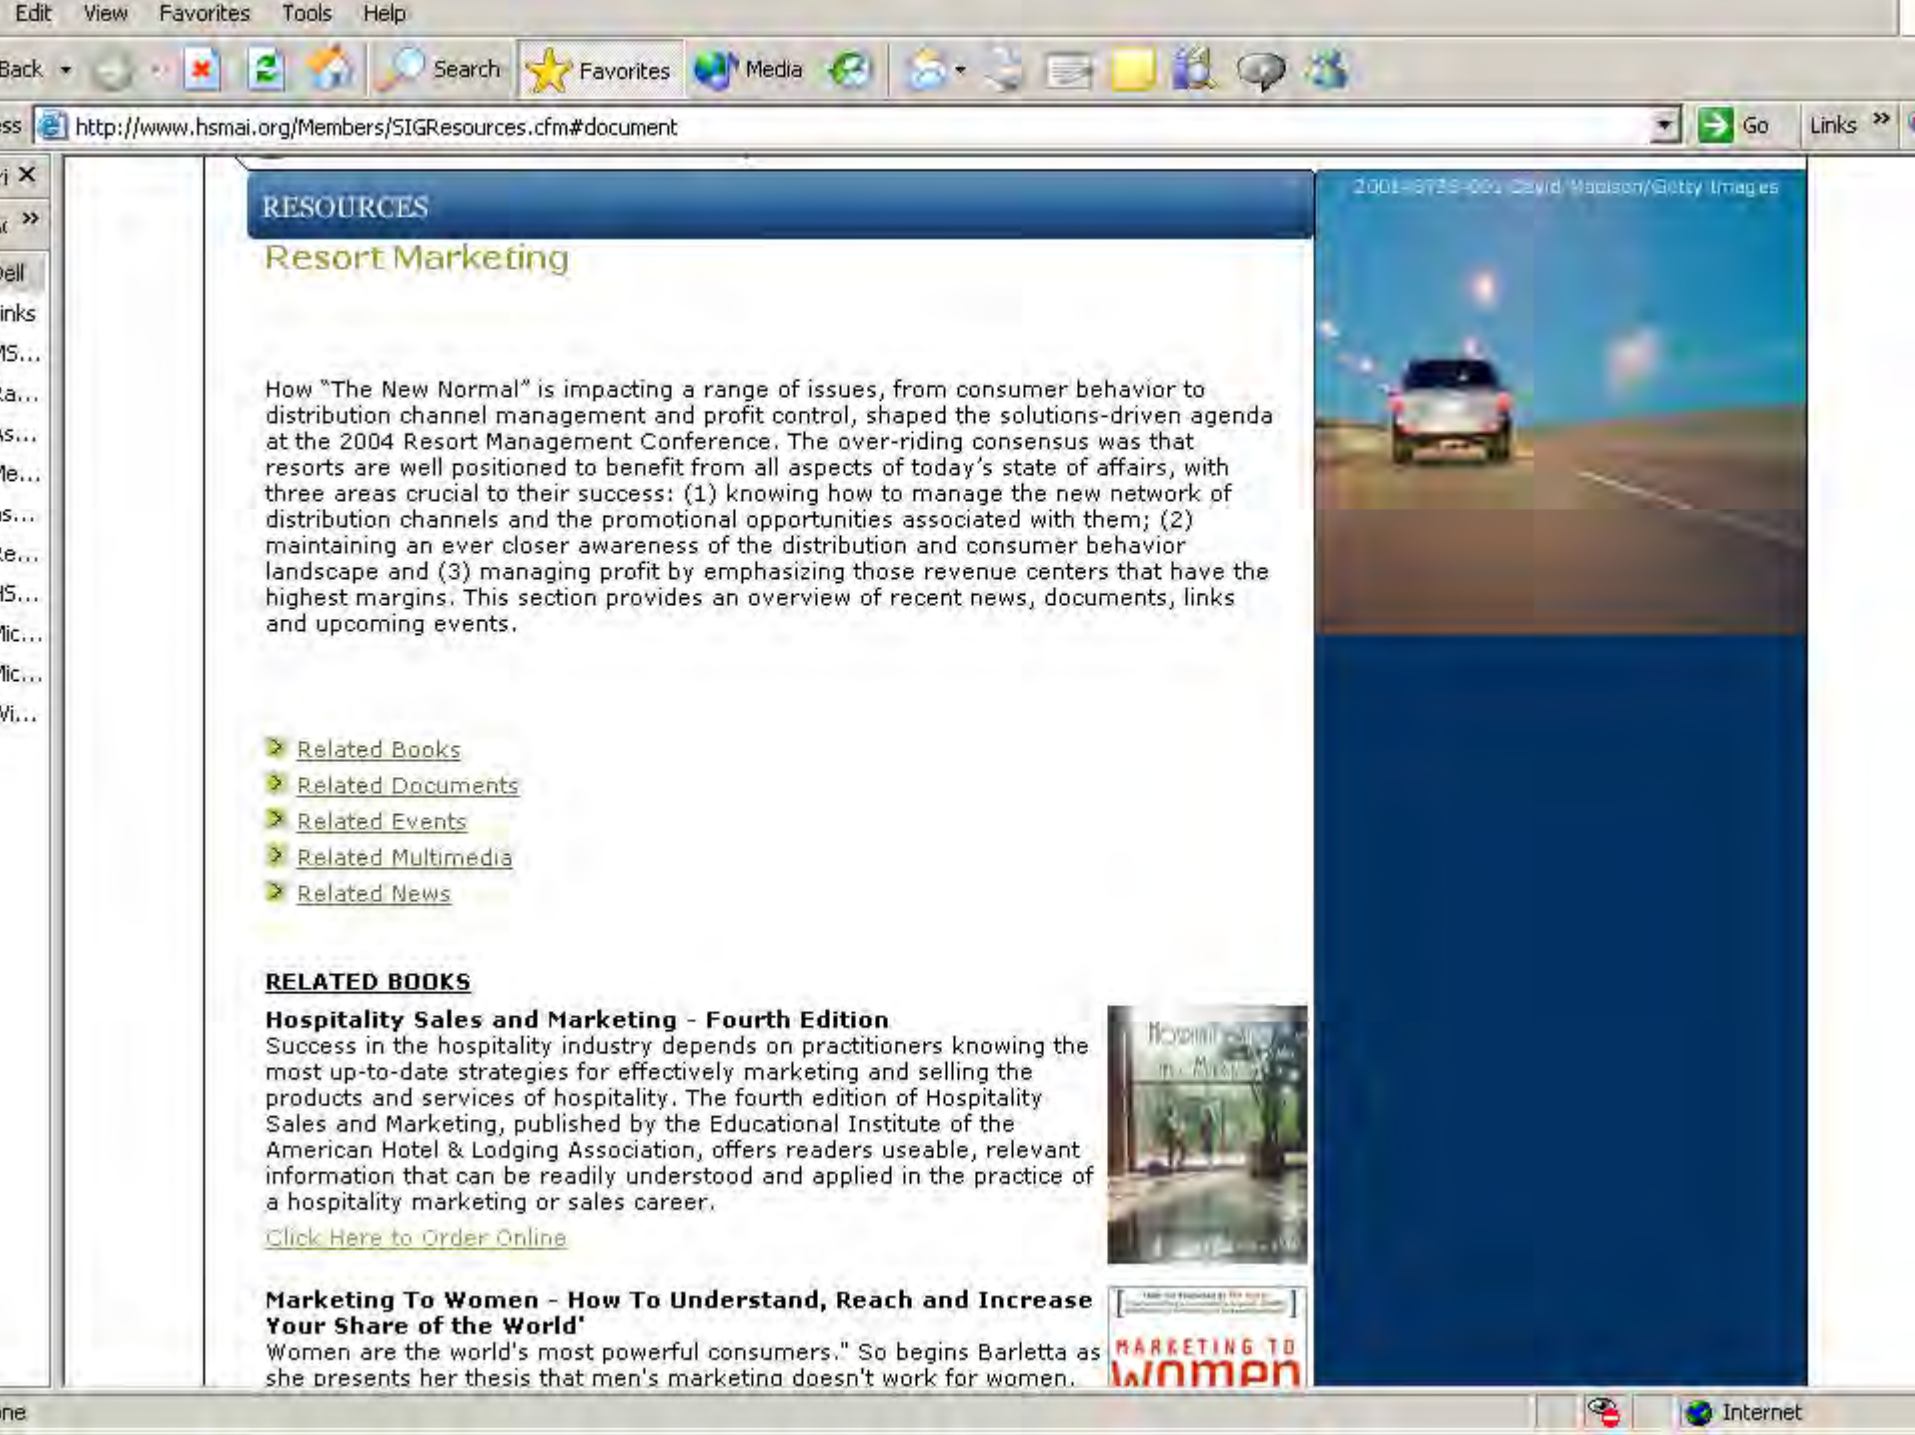 Edit View Favorites Tools Help
Back Search Favorites Media
ess http://www.hsmai.org/Members/SIGResources.cfm#document Go Links »
RESOURCES
Getty Images
Resort Marketing
How “The New Normal” is impacting a range of issues, from consumer behavior to
distribution channel management and profit control, shaped the solutions-driven agenda
at the 2004 Resort Management Conference. The over-riding consensus was that
resorts are well positioned to benefit from all aspects of today’s state of affairs, with
three areas crucial to their success: (1) knowing how to manage the new network of
distribution channels and the promotional opportunities associated with them; (2)
maintaining an ever closer awareness of the distribution and consumer behavior
landscape and (3) managing profit by emphasizing those revenue centers that have the
highest margins. This section provides an overview of recent news, documents, links
and upcoming events.
Related Books
Related Documents
Related Events
Related Multimedia
Related News
RELATED BOOKS
Hospitality Sales and Marketing - Fourth Edition
Success in the hospitality industry depends on practitioners knowing the
most up-to-date strategies for effectively marketing and selling the
products and services of hospitality. The fourth edition of Hospitality
Sales and Marketing, published by the Educational Institute of the
American Hotel & Lodging Association, offers readers useable, relevant
information that can be readily understood and applied in the practice of
a hospitality marketing or sales career.
Click Here to Order Online
Marketing To Women - How To Understand, Reach and Increase
Your Share of the World'
Women are the world's most powerful consumers." So begins Barletta as
she presents her thesis that men's marketing doesn't work for women.
MARKETING TO
women
Internet